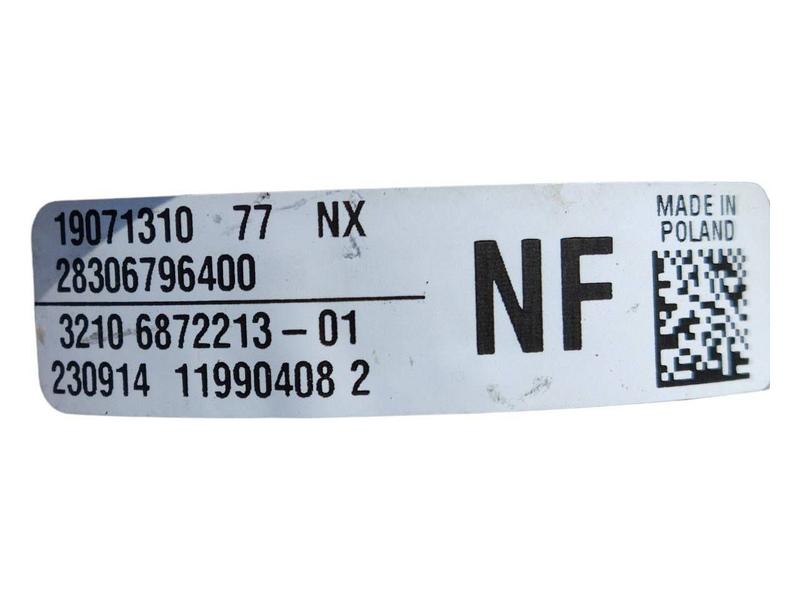 19071310 77 NX
28306796400
3210 6872213-01
230914 11990408 2
NF
MADE IN
POLAND